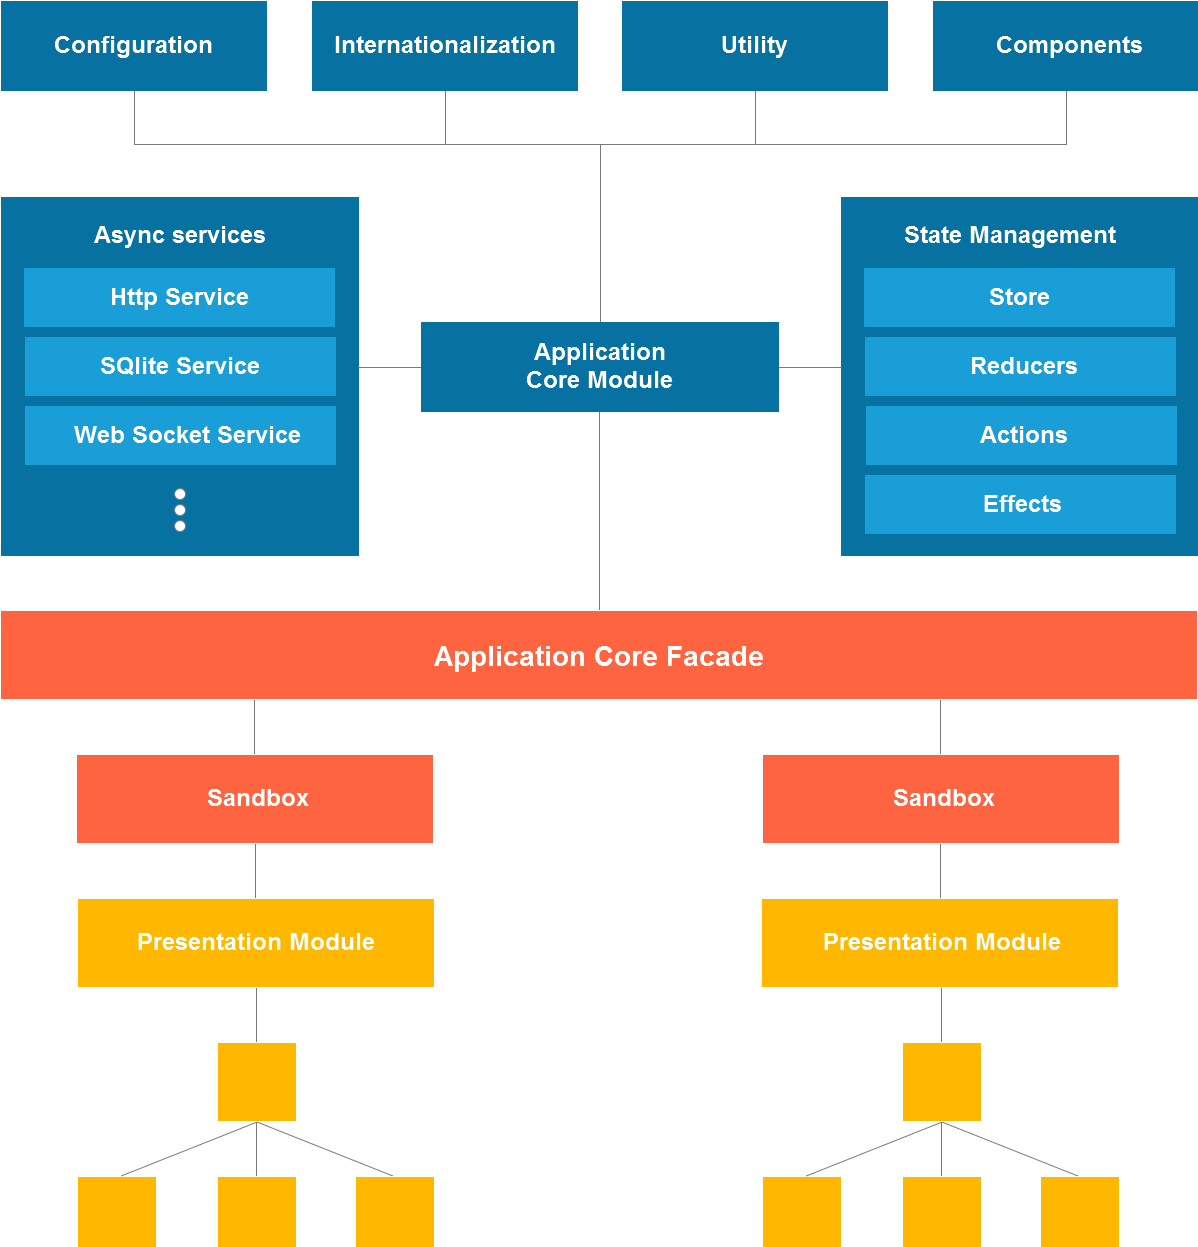 Configuration
Internationalization
Utility
Components
Async services
Http Service
SQlite Service
Web Socket Service
Application
Core Module
State Management
Store
Reducers
Actions
Effects
Application Core Facade
Sandbox
Sandbox
Presentation Module
Presentation Module